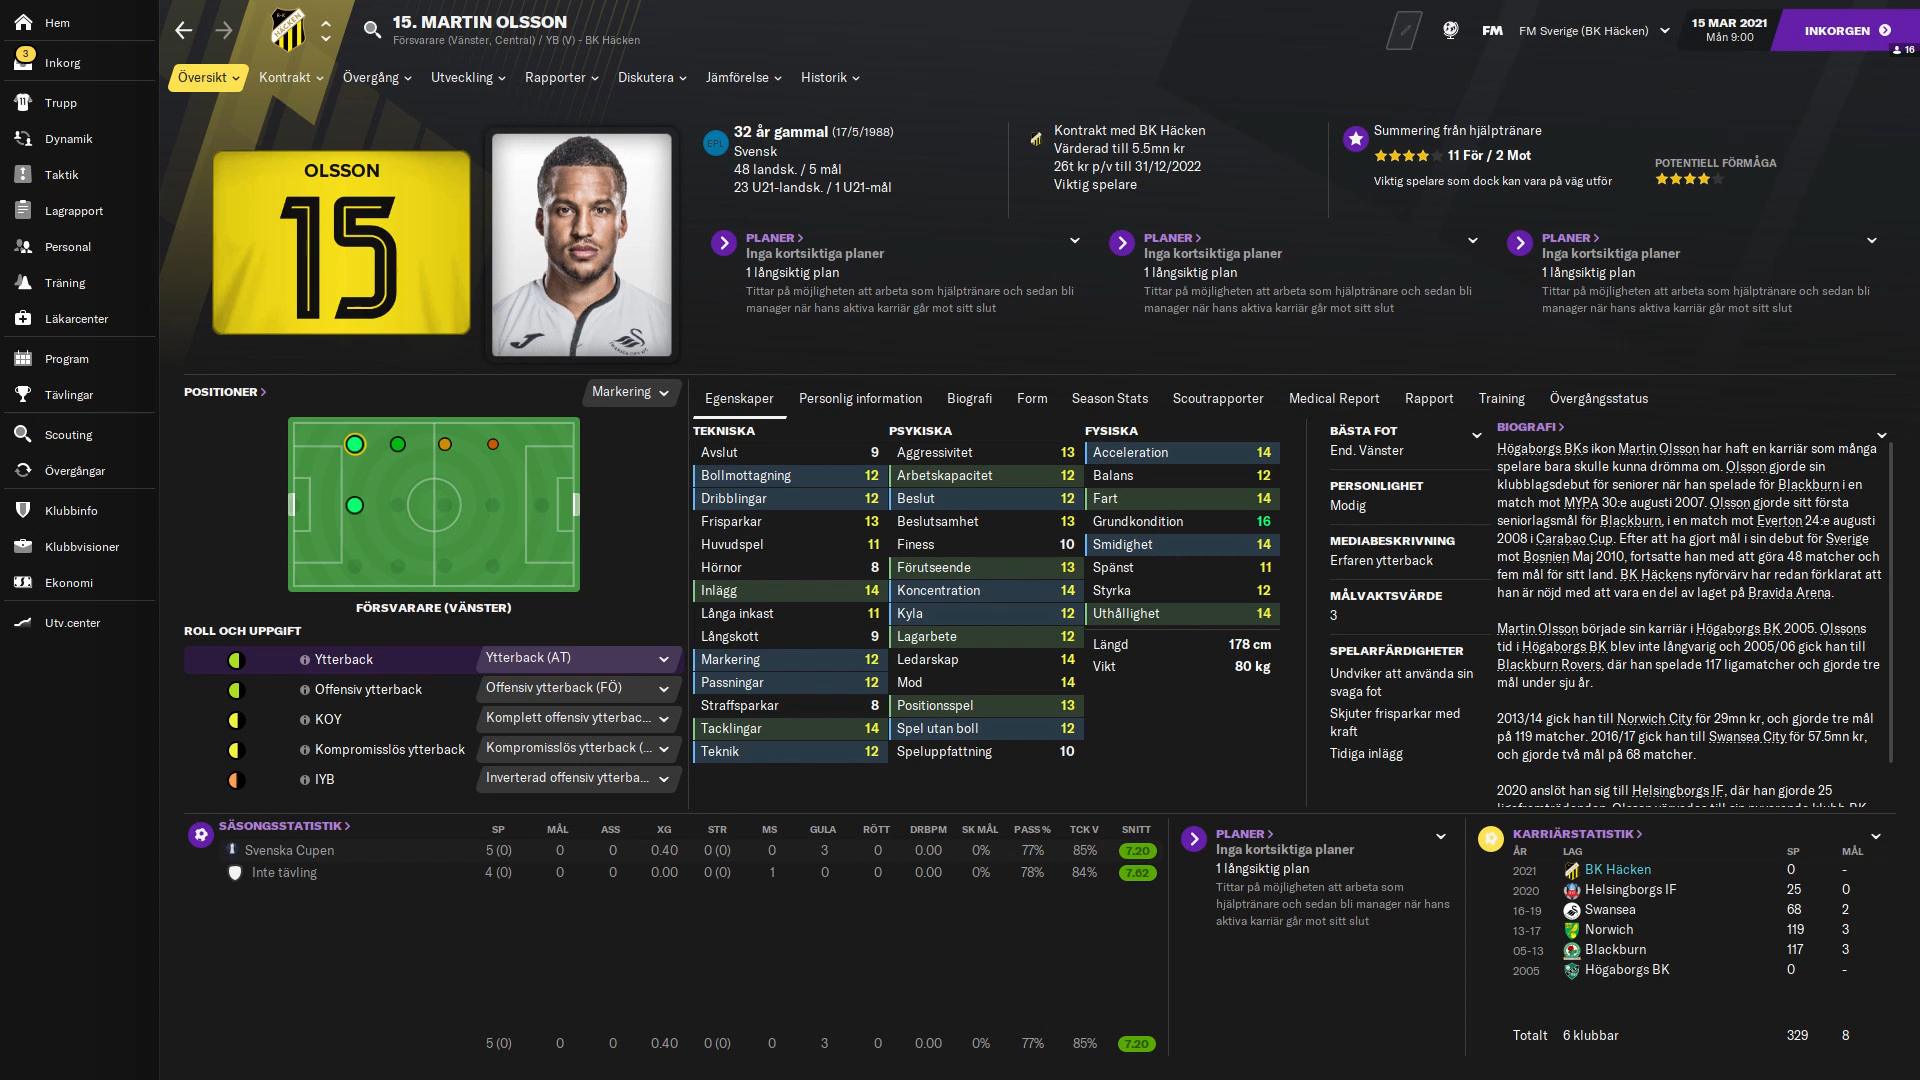 Hem
3
Inkorg
Trupp
Dynamik
Taktik
Lagrapport
Personal
Träning
Läkarcenter
Program
Tävlingar
Scouting
Övergångar
Klubbinfo
Klubbvisioner
Ekonomi
Utv.center
15. MARTIN OLSSON
Försvarare (Vänster, Central) / YB (V) - BK Häcken
FM
FM Sverige (BK Häcken)
15 MAR 2021
Mån 9:00
INKORGEN
16
Översikt
Kontrakt
Övergång
Utveckling
Rapporter
Diskutera
Jämförelse
Historik
OLSSON
15
EPL
32 år gammal (17/5/1988)
Svensk
48 landsk. / 5 mål
23 U21-landsk. / 1 U21-mål
Kontrakt med BK Häcken
Värderad till 5.5mn kr
26t kr p/v till 31/12/2022
Viktig spelare
Summering från hjälptränare
11 För / 2 Mot
Viktig spelare som dock kan vara på väg utför
POTENTIELL FÖRMÅGA
PLANER
Inga kortsiktiga planer
1 långsiktig plan
Tittar på möjligheten att arbeta som hjälptränare och sedan bli
manager när hans aktiva karriär går mot sitt slut
PLANER
Inga kortsiktiga planer
1 långsiktig plan
Tittar på möjligheten att arbeta som hjälptränare och sedan bli
manager när hans aktiva karriär går mot sitt slut
PLANER
Inga kortsiktiga planer
1 långsiktig plan
Tittar på möjligheten att arbeta som hjälptränare och sedan bli
manager när hans aktiva karriär går mot sitt slut
POSITIONER
Markering
FÖRSVARARE (VÄNSTER)
ROLL OCH UPPGIFT
Ytterback Ytterback (AT)
Offensiv ytterback Offensiv ytterback (FÖ)
KOY Komplett offensiv ytterbac...
Kompromisslös ytterback Kompromisslös ytterback (...
IYB Inverterad offensiv ytterba...
Egenskaper
Personlig information
Biografi
Form
Season Stats
Scoutrapporter
Medical Report
Rapport
Training
Övergångsstatus
TEKNISKA
Avslut 9
Bollmottagning 12
Dribblingar 12
Frisparkar 13
Huvudspel 11
Hörnor 8
Inlägg 14
Långa inkast 11
Långskott 9
Markering 12
Passningar 12
Straffsparkar 8
Tacklingar 14
Teknik 12
PSYKISKA
Aggressivitet 13
Arbetskapacitet 12
Beslut 12
Beslutsamhet 13
Finess 10
Förutseende 13
Koncentration 14
Kyla 12
Lagarbete 12
Ledarskap 14
Mod 14
Positionsspel 13
Spel utan boll 12
Speluppfattning 10
FYSISKA
Acceleration 14
Balans 12
Fart 14
Grundkondition 16
Smidighet 14
Spänst 11
Styrka 12
Uthållighet 14
Längd 178 cm
Vikt 80 kg
BÄSTA FOT
End. Vänster
PERSONLIGHET
Modig
MEDIABESKRIVNING
Erfaren ytterback
MÅLVAKTSVÄRDE
3
SPELARFÄRDIGHETER
Undviker att använda sin
svaga fot
Skjuter frisparkar med
kraft
Tidiga inlägg
BIOGRAFI
Högaborgs BKs ikon Martin Olsson har haft en karriär som många
spelare bara skulle kunna drömma om. Olsson gjorde sin
klubblagsdebut för seniorer när han spelade för Blackburn i en
match mot MYPA 30:e augusti 2007. Olsson gjorde sitt första
seniorlagsmål för Blackburn, i en match mot Everton 24:e augusti
2008 i Carabao Cup. Efter att ha gjort mål i sin debut för Sverige
mot Bosnien Maj 2010, fortsatte han med att göra 48 matcher och
fem mål för sitt land. BK Häckens nyförvärv har redan förklarat att
han är nöjd med att vara en del av laget på Bravida Arena.
Martin Olsson började sin karriär i Högaborgs BK 2005. Olssons
tid i Högaborgs BK blev inte långvarig och 2005/06 gick han till
Blackburn Rovers, där han spelade 117 ligamatcher och gjorde tre
mål under sju år.
2013/14 gick han till Norwich City för 29mn kr, och gjorde tre mål
på 119 matcher. 2016/17 gick han till Swansea City för 57.5mn kr,
och gjorde två mål på 68 matcher.
2020 anslöt han sig till Helsingborgs IF, där han gjorde 25
SÄSONGSSTATISTIK SP MÅL ASS XG STR MS GULA RÖTT DRBPM SK MÅL PASS % TCK V SNITT
Svenska Cupen 5 (0) 0 0 0.40 0 (0) 0 3 0 0.00 0% 77% 85% 7.20
Inte tävling 4 (0) 0 0 0.00 0 (0) 1 0 0 0.00 0% 78% 84% 7.62
5 (0) 0 0 0.40 0 (0) 0 3 0 0.00 0% 77% 85% 7.20
PLANER
Inga kortsiktiga planer
1 långsiktig plan
Tittar på möjligheten att arbeta som
hjälptränare och sedan bli manager när hans
aktiva karriär går mot sitt slut
KARRIÄRSTATISTIK
ÅR LAG SP MÅL
2021 BK Häcken 0 -
2020 Helsingborgs IF 25 0
16-19 Swansea 68 2
13-17 Norwich 119 3
05-13 Blackburn 117 3
2005 Högaborgs BK 0 -
Totalt 6 klubbar 329 8